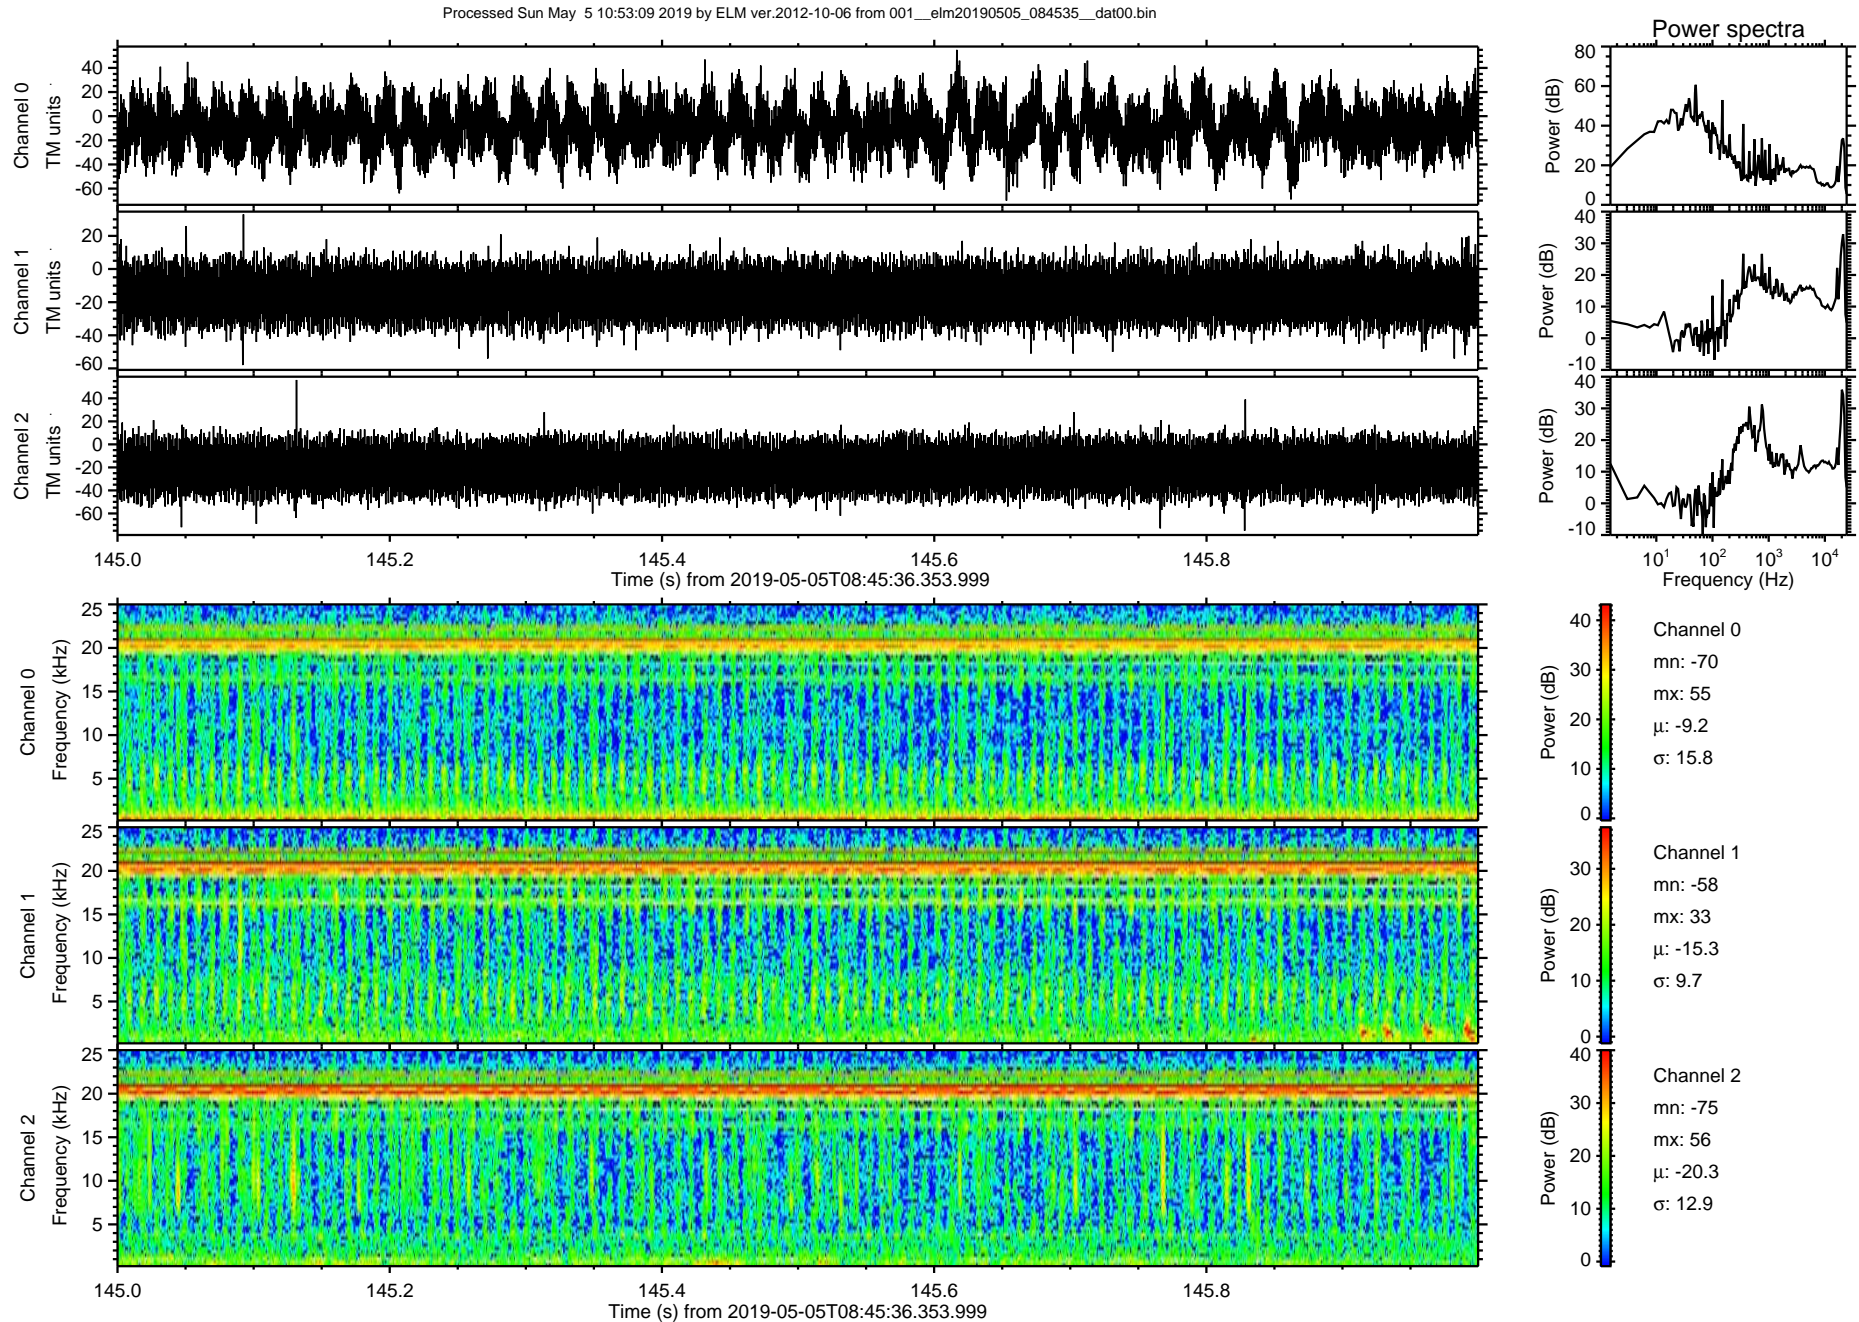 Processed Sun May  5 10:53:09 2019 by ELM ver.2012-10-06 from 001__elm20190505_084535__dat00.bin
Power spectra
Channel 0
TM units
40
20
0
-20
-40
-60
Power (dB)
80
60
40
20
0
Channel 1
TM units
20
0
-20
-40
-60
Power (dB)
40
30
20
10
0
-10
Channel 2
TM units
40
20
0
-20
-40
-60
Power (dB)
40
30
20
10
0
-10
145.0 145.2 145.4 145.6 145.8
Time (s) from 2019-05-05T08:45:36.353.999
10¹ 10² 10³ 10⁴
Frequency (Hz)
Channel 0
Frequency (kHz)
25
20
15
10
5
Power (dB)
40
30
20
10
0
Channel 0
mn: -70
mx: 55
μ: -9.2
σ: 15.8
Channel 1
Frequency (kHz)
25
20
15
10
5
Power (dB)
30
20
10
0
Channel 1
mn: -58
mx: 33
μ: -15.3
σ: 9.7
Channel 2
Frequency (kHz)
25
20
15
10
5
Power (dB)
40
30
20
10
0
Channel 2
mn: -75
mx: 56
μ: -20.3
σ: 12.9
145.0 145.2 145.4 145.6 145.8
Time (s) from 2019-05-05T08:45:36.353.999